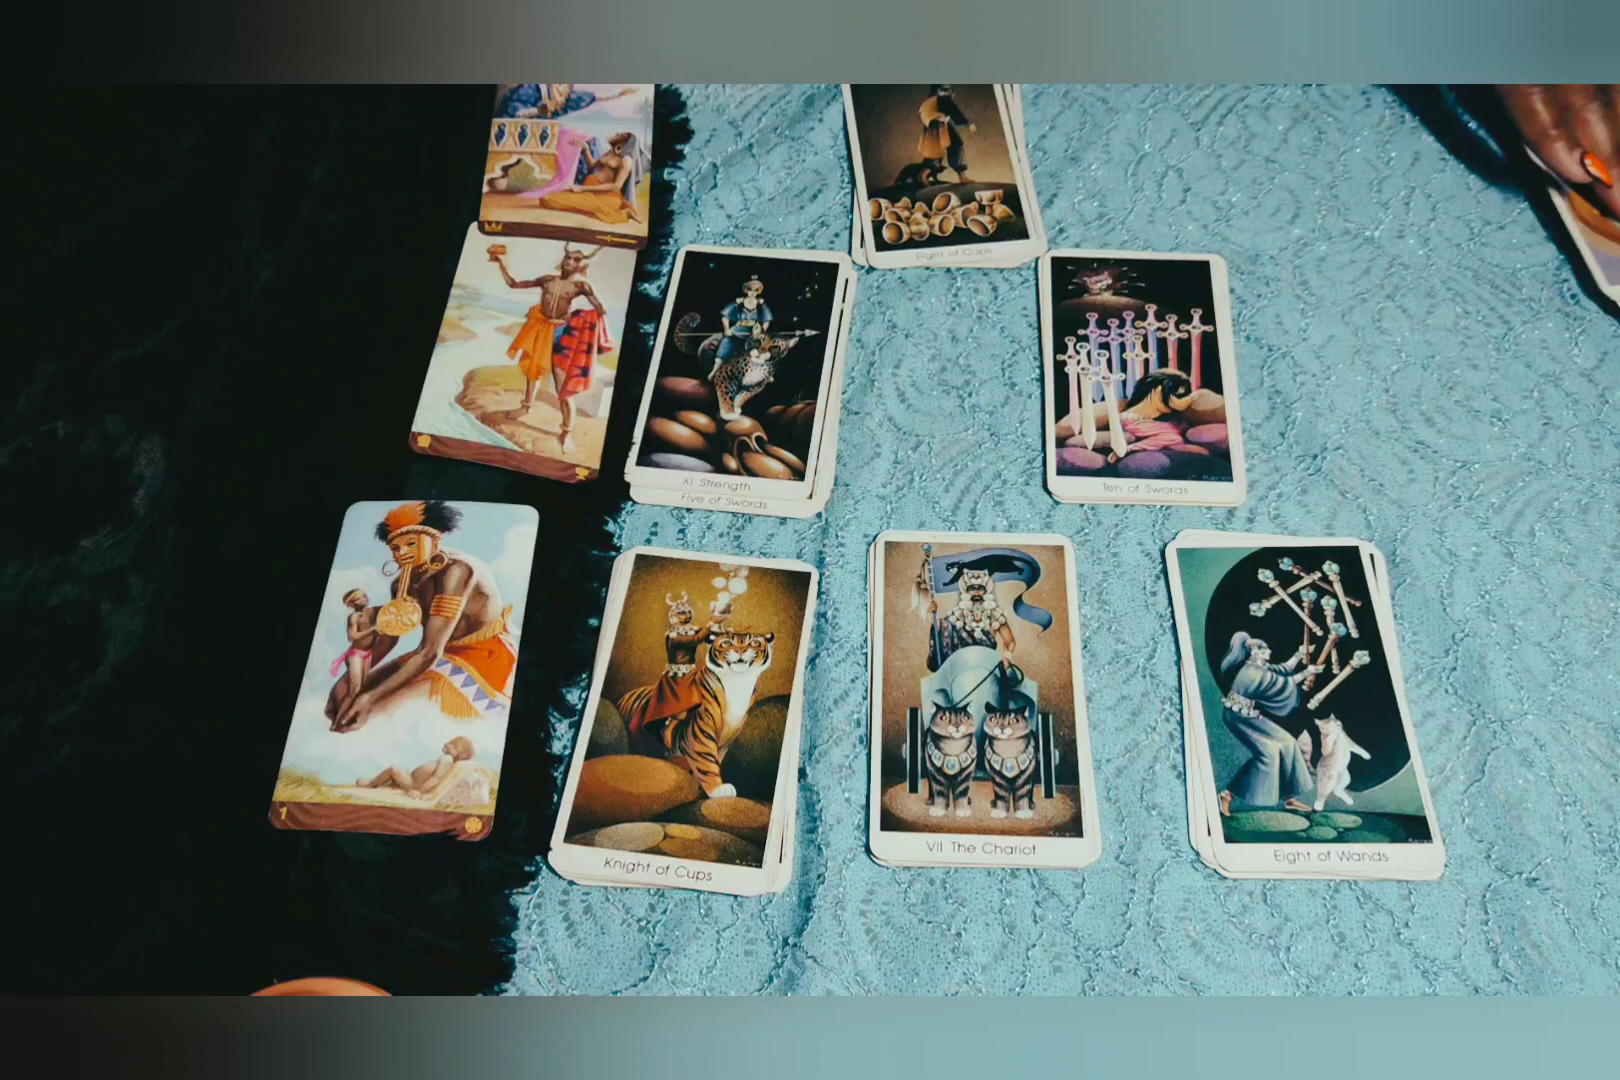 Eight of Cups
XI Strength
Five of Swords
Ten of Swords
Knight of Cups
VII The Chariot
Eight of Wands
1